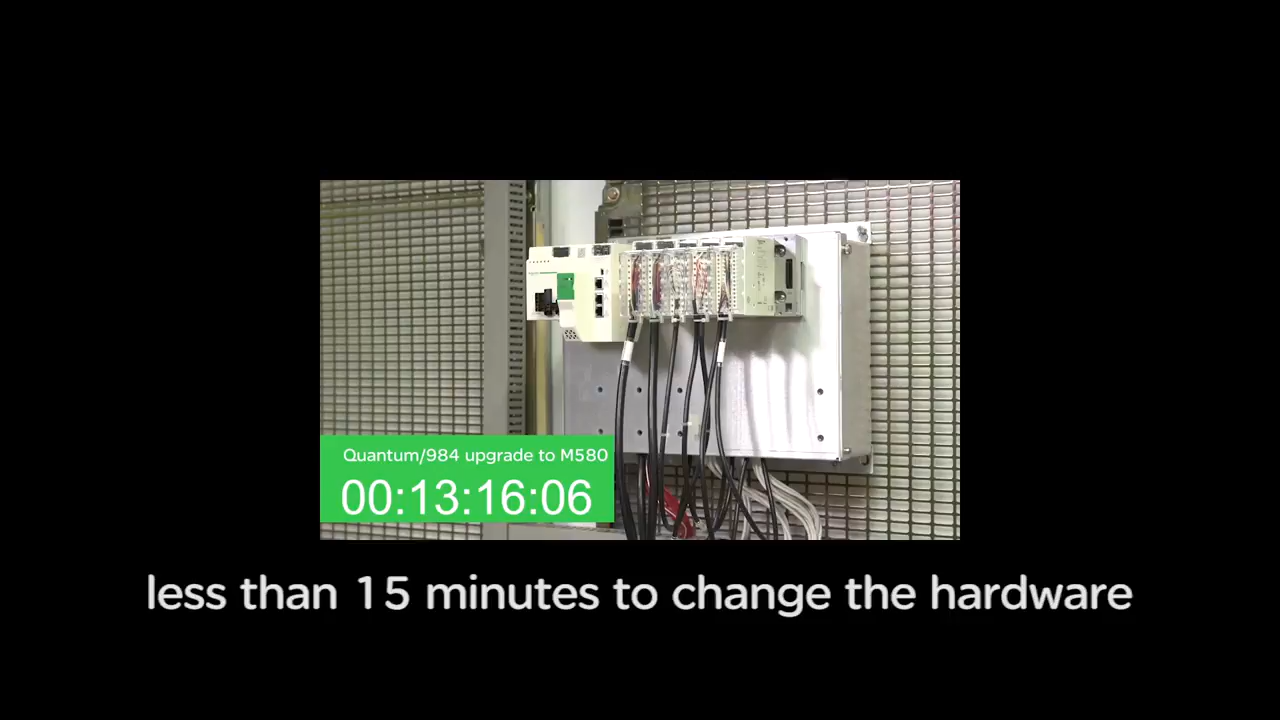 Quantum/984 upgrade to M580
00:13:16:06
less than 15 minutes to change the hardware